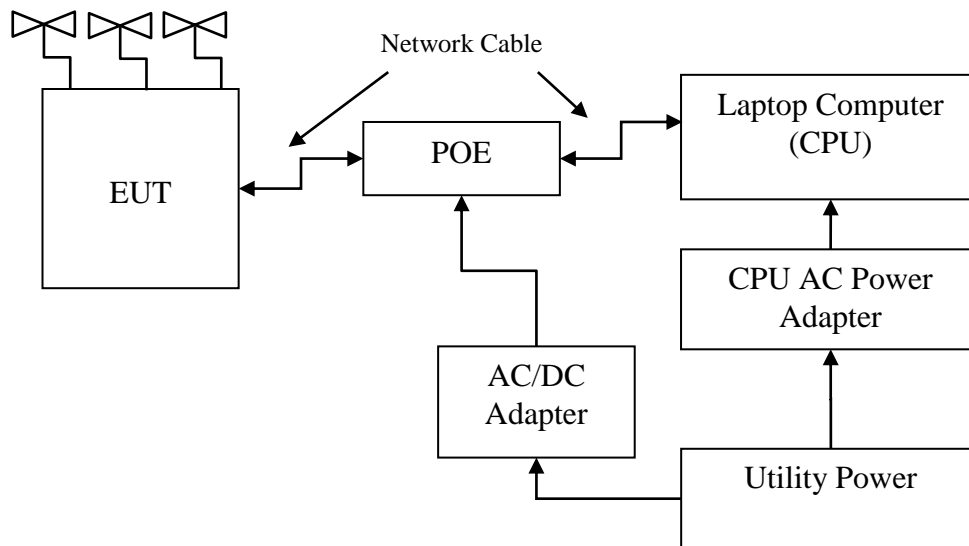 Network Cable
Laptop Computer
(CPU)
POE
EUT
CPU AC Power
Adapter
AC/DC
Adapter
Utility Power